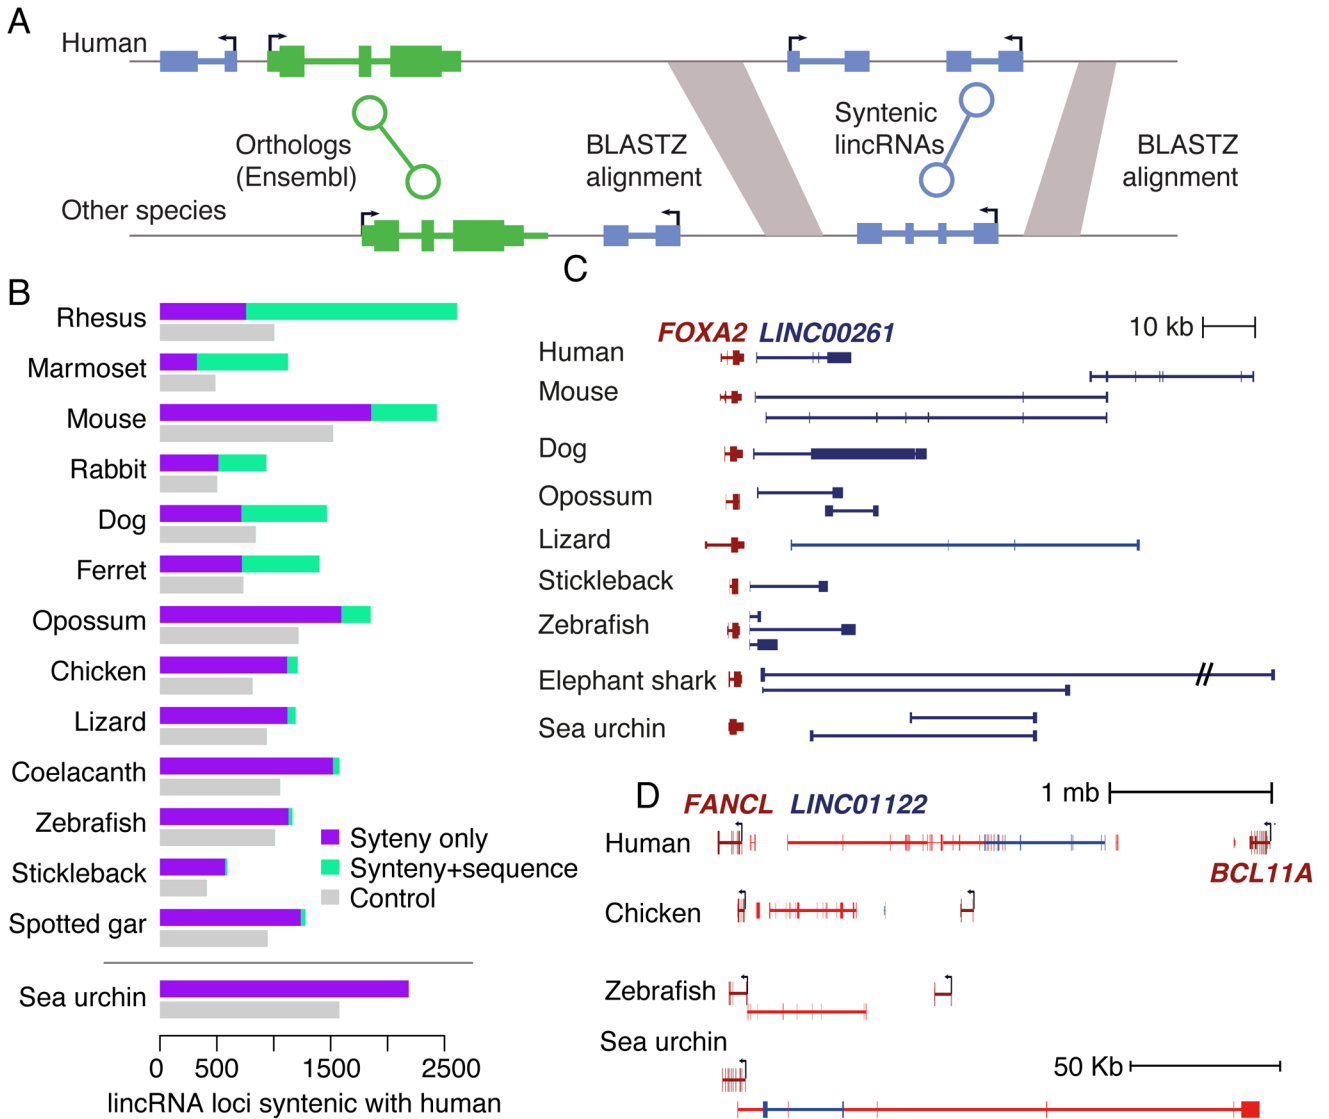 A
Human
Orthologs
(Ensembl)
BLASTZ
alignment
Syntenic
lincRNAs
BLASTZ
alignment
Other species
B
Rhesus
Marmoset
Mouse
Rabbit
Dog
Ferret
Opossum
Chicken
Lizard
Coelacanth
Zebrafish
Stickleback
Spotted gar
Sea urchin
Syteny only
Synteny+sequence
Control
0 500 1500 2500
lincRNA loci syntenic with human
C
FOXA2 LINC00261
10 kb
Human
Mouse
Dog
Opossum
Lizard
Stickleback
Zebrafish
Elephant shark
Sea urchin
D
FANCL LINC01122
1 mb
Human
BCL11A
Chicken
Zebrafish
Sea urchin
50 Kb